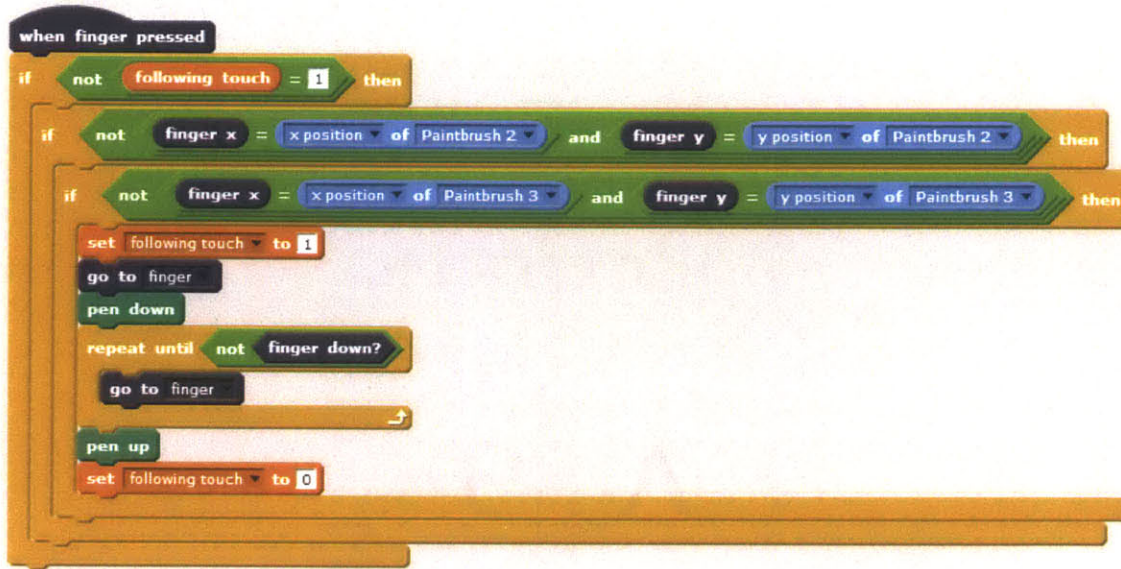 when finger pressed
if not following touch = 1 then
if not finger x = x position of Paintbrush 2 and finger y = y position of Paintbrush 2 then
if not finger x = x position of Paintbrush 3 and finger y = y position of Paintbrush 3 then
set following touch to 1
go to finger
pen down
repeat until not finger down?
go to finger
pen up
set following touch to 0